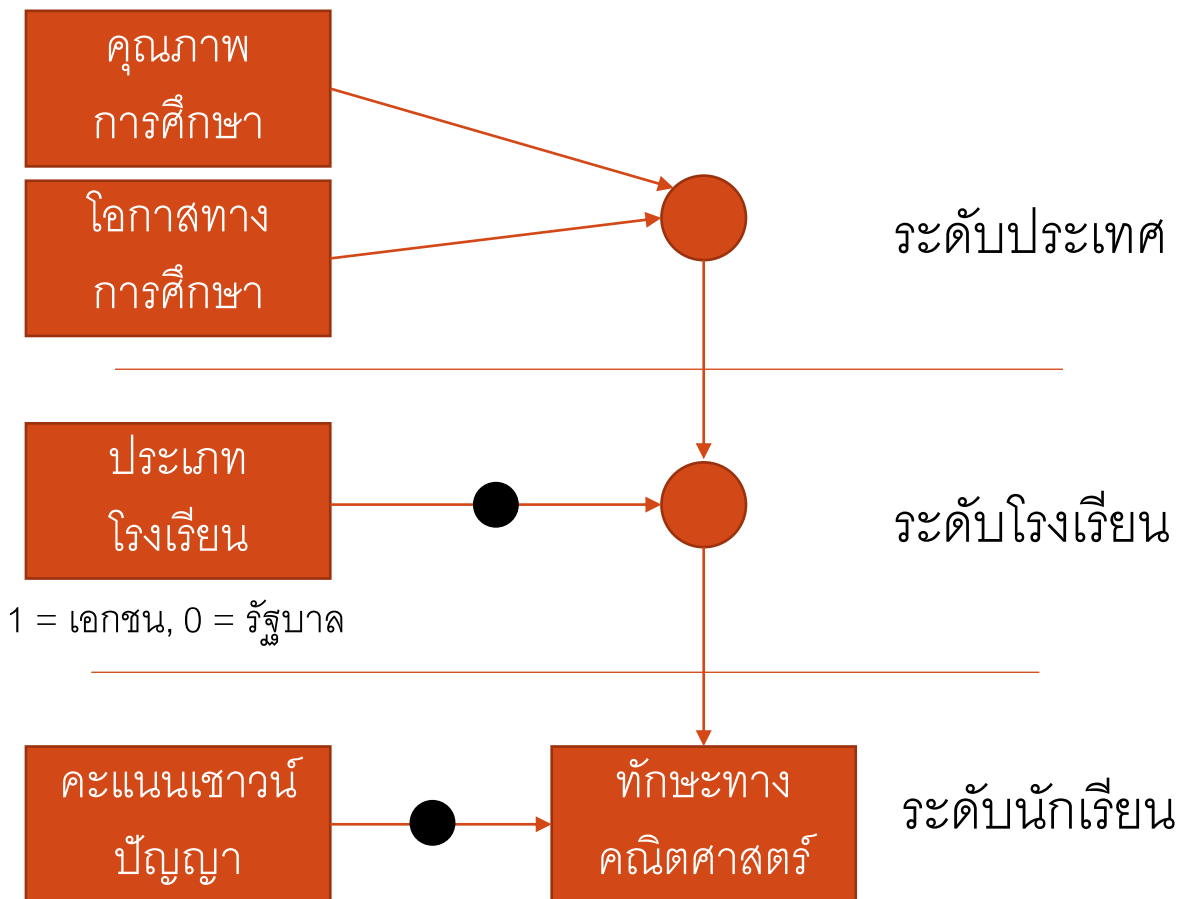 คุณภาพ
การศึกษา
โอกาสทาง
การศึกษา
ระดับประเทศ
ประเภท
โรงเรียน
ระดับโรงเรียน
1 = เอกชน, 0 = รัฐบาล
คะแนนเชาวน์
ปัญญา
ทักษะทาง
คณิตศาสตร์
ระดับนักเรียน